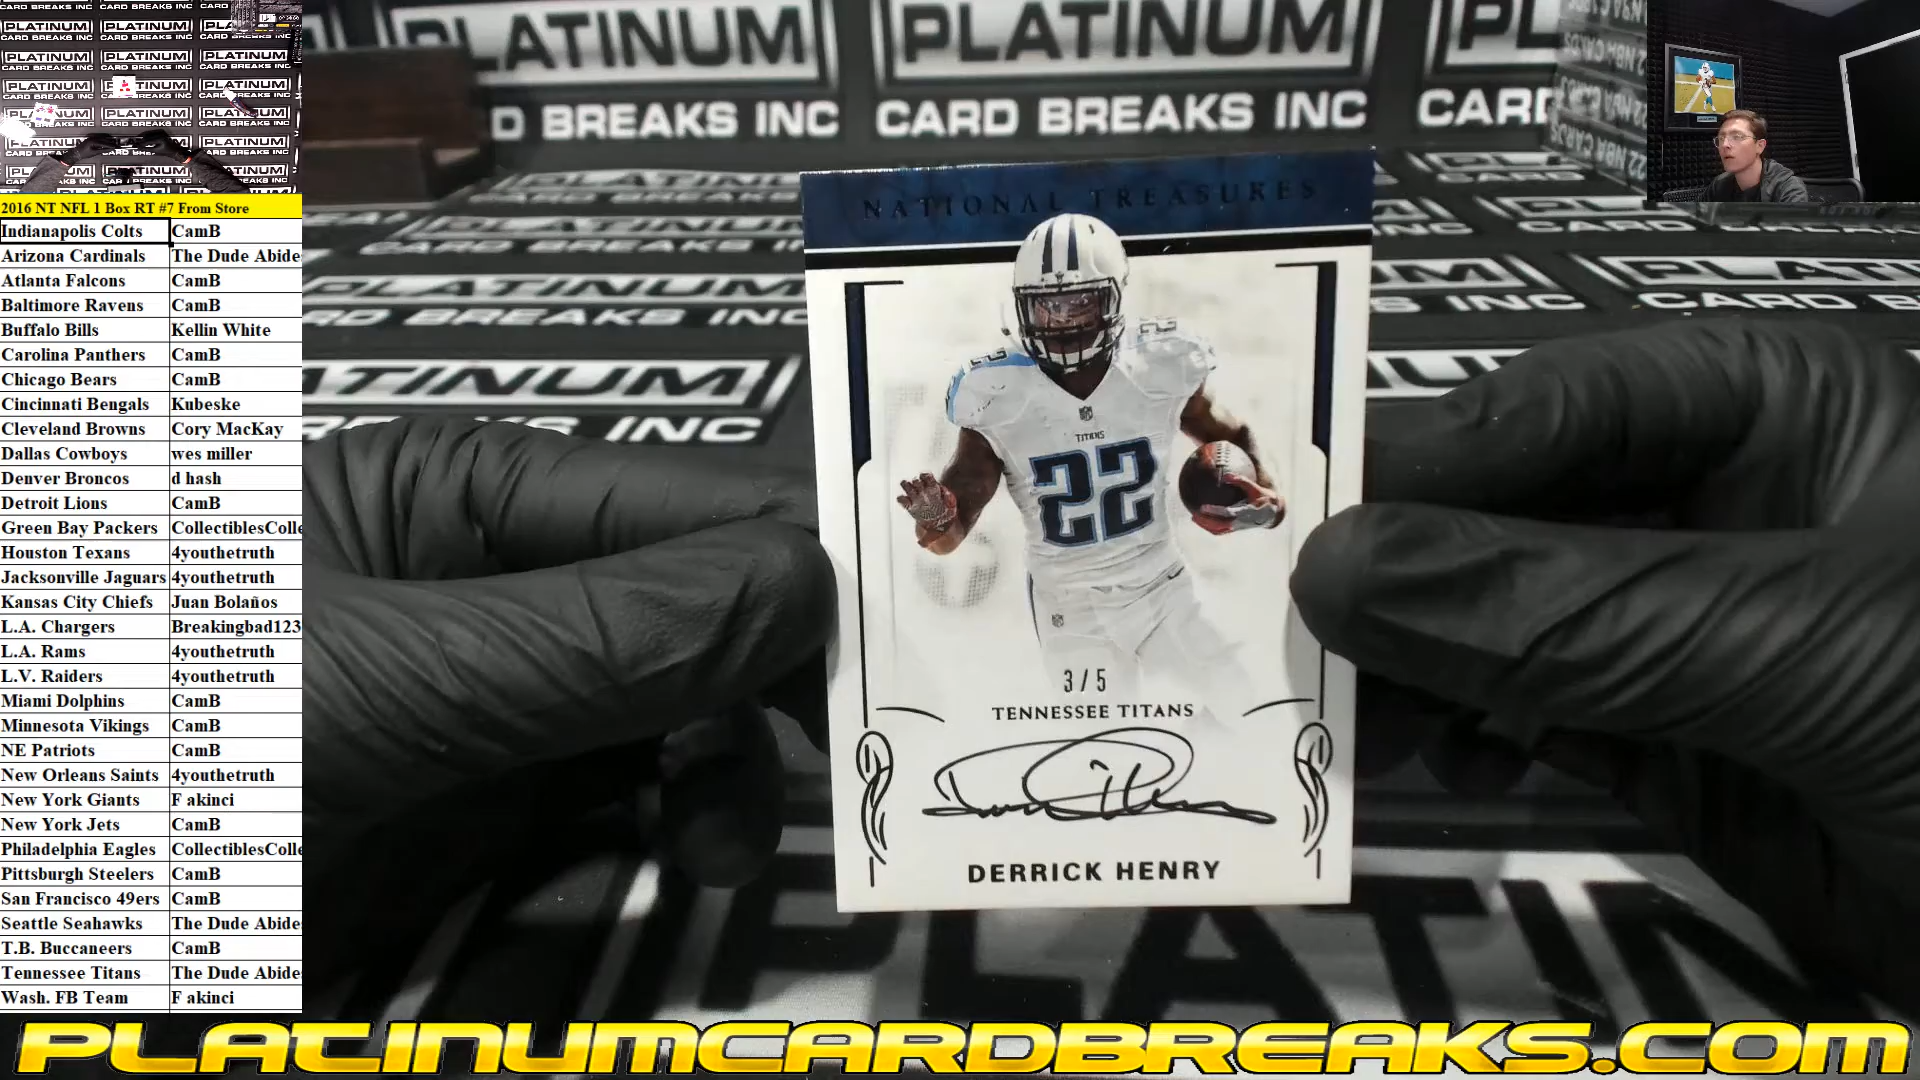 PLATINUM PLATINUM
CARD BREAKS INC CARD BREAKS INC
2016 NT NFL 1 Box RT #7 From Store
Indianapolis Colts CamB
Arizona Cardinals The Dude Abide
Atlanta Falcons CamB
Baltimore Ravens CamB
Buffalo Bills Kellin White
Carolina Panthers CamB
Chicago Bears CamB
Cincinnati Bengals Kubeske
Cleveland Browns Cory MacKay
Dallas Cowboys wes miller
Denver Broncos d hash
Detroit Lions CamB
Green Bay Packers CollectiblesColle
Houston Texans 4youthetruth
Jacksonville Jaguars 4youthetruth
Kansas City Chiefs Juan Bolaños
L.A. Chargers Breakingbad123
L.A. Rams 4youthetruth
L.V. Raiders 4youthetruth
Miami Dolphins CamB
Minnesota Vikings CamB
NE Patriots CamB
New Orleans Saints 4youthetruth
New York Giants F akinci
New York Jets CamB
Philadelphia Eagles CollectiblesColle
Pittsburgh Steelers CamB
San Francisco 49ers CamB
Seattle Seahawks The Dude Abide
T.B. Buccaneers CamB
Tennessee Titans The Dude Abide
Wash. FB Team F akinci
NATIONAL TREASURES
22
TITANS
22
3/5
TENNESSEE TITANS
DERRICK HENRY
PLATINUMCARDBREAKS.COM